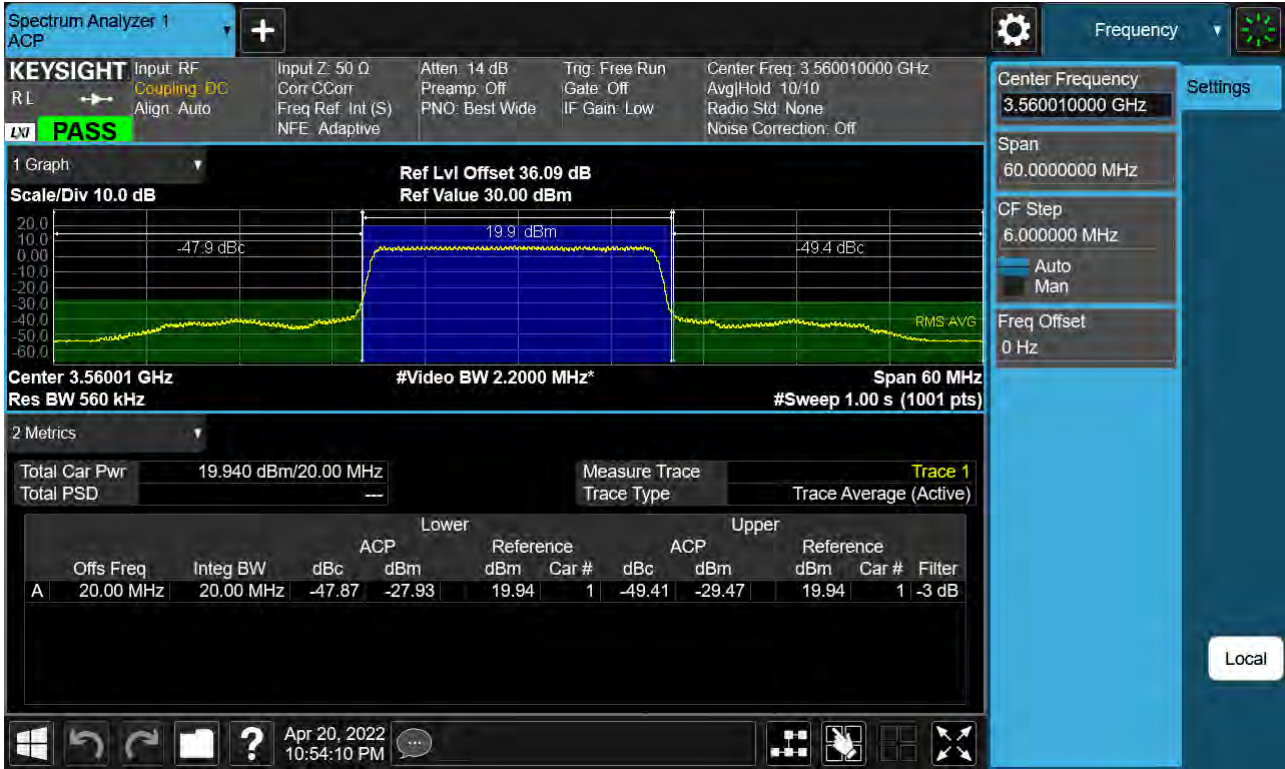 Spectrum Analyzer 1
ACP
Frequency
KEYSIGHT Input: RF Input Z: 50 Ω Atten: 14 dB Trig: Free Run Center Freq: 3.560010000 GHz
Coupling: DC Corr CCorr Preamp: Off Gate: Off Avg|Hold: 10/10
RL Align: Auto Freq Ref: Int (S) PNO: Best Wide IF Gain: Low Radio Std: None
LXI PASS NFE: Adaptive Noise Correction: Off
Center Frequency
3.560010000 GHz
Settings
Span
60.0000000 MHz
CF Step
6.000000 MHz
Auto
Man
Freq Offset
0 Hz
1 Graph
Ref Lvl Offset 36.09 dB
Scale/Div 10.0 dB Ref Value 30.00 dBm
20.0
10.0
0.00
-10.0
-20.0
-30.0
-40.0
-50.0
-60.0
-47.9 dBc 19.9 dBm -49.4 dBc
RMS AVG
Center 3.56001 GHz #Video BW 2.2000 MHz* Span 60 MHz
Res BW 560 kHz #Sweep 1.00 s (1001 pts)
2 Metrics
Total Car Pwr 19.940 dBm/20.00 MHz Measure Trace Trace 1
Total PSD --- Trace Type Trace Average (Active)
Lower Upper
ACP Reference ACP Reference
Offs Freq Integ BW dBc dBm dBm Car # dBc dBm dBm Car # Filter
A 20.00 MHz 20.00 MHz -47.87 -27.93 19.94 1 -49.41 -29.47 19.94 1 -3 dB
Local
Apr 20, 2022
10:54:10 PM